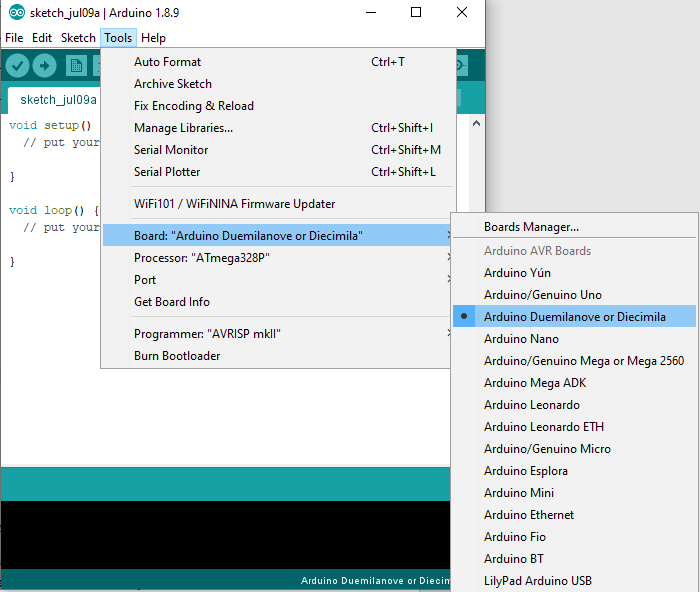 sketch_jul09a | Arduino 1.8.9
File Edit Sketch Tools Help
sketch_jul09a
void setup()
// put your
}
void loop() {
// put your
}
Auto Format Ctrl+T
Archive Sketch
Fix Encoding & Reload
Manage Libraries... Ctrl+Shift+I
Serial Monitor Ctrl+Shift+M
Serial Plotter Ctrl+Shift+L
WiFi101 / WiFiNINA Firmware Updater
Board: "Arduino Duemilanove or Diecimila"
Processor: "ATmega328P"
Port
Get Board Info
Programmer: "AVRISP mkII"
Burn Bootloader
Boards Manager...
Arduino AVR Boards
Arduino Yún
Arduino/Genuino Uno
Arduino Duemilanove or Diecimila
Arduino Nano
Arduino/Genuino Mega or Mega 2560
Arduino Mega ADK
Arduino Leonardo
Arduino Leonardo ETH
Arduino/Genuino Micro
Arduino Esplora
Arduino Mini
Arduino Ethernet
Arduino Fio
Arduino BT
LilyPad Arduino USB
Arduino Duemilanove or Diecim